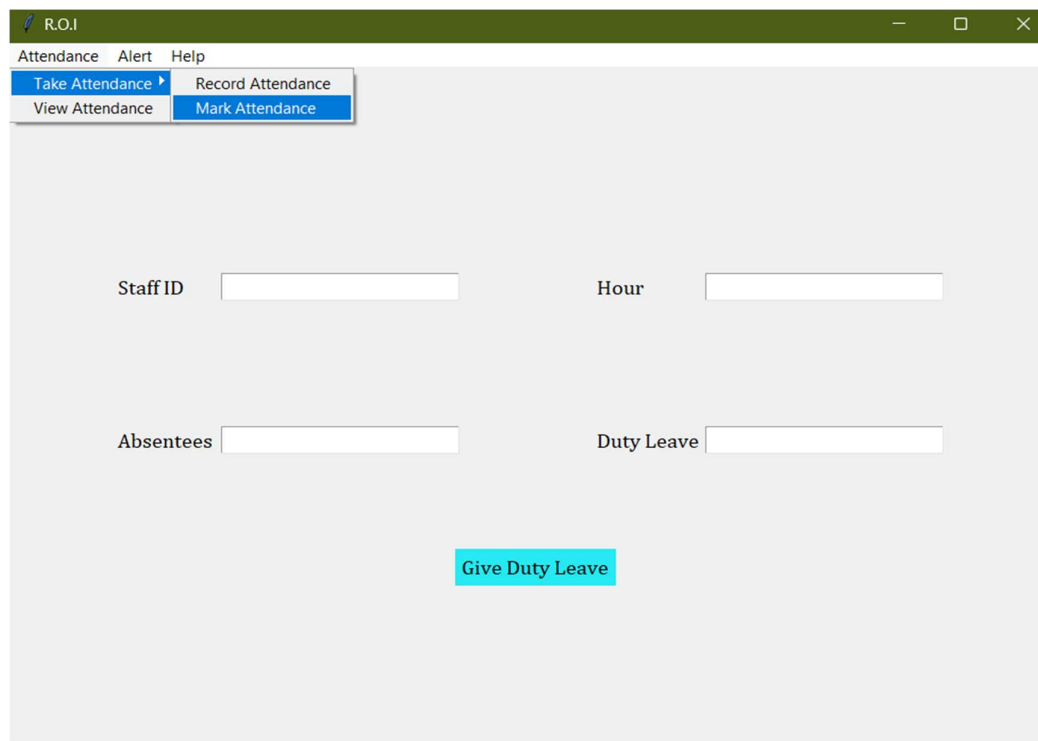 R.O.I
Attendance Alert Help
Take Attendance Record Attendance
View Attendance Mark Attendance
Staff ID Hour
Absentees Duty Leave
Give Duty Leave